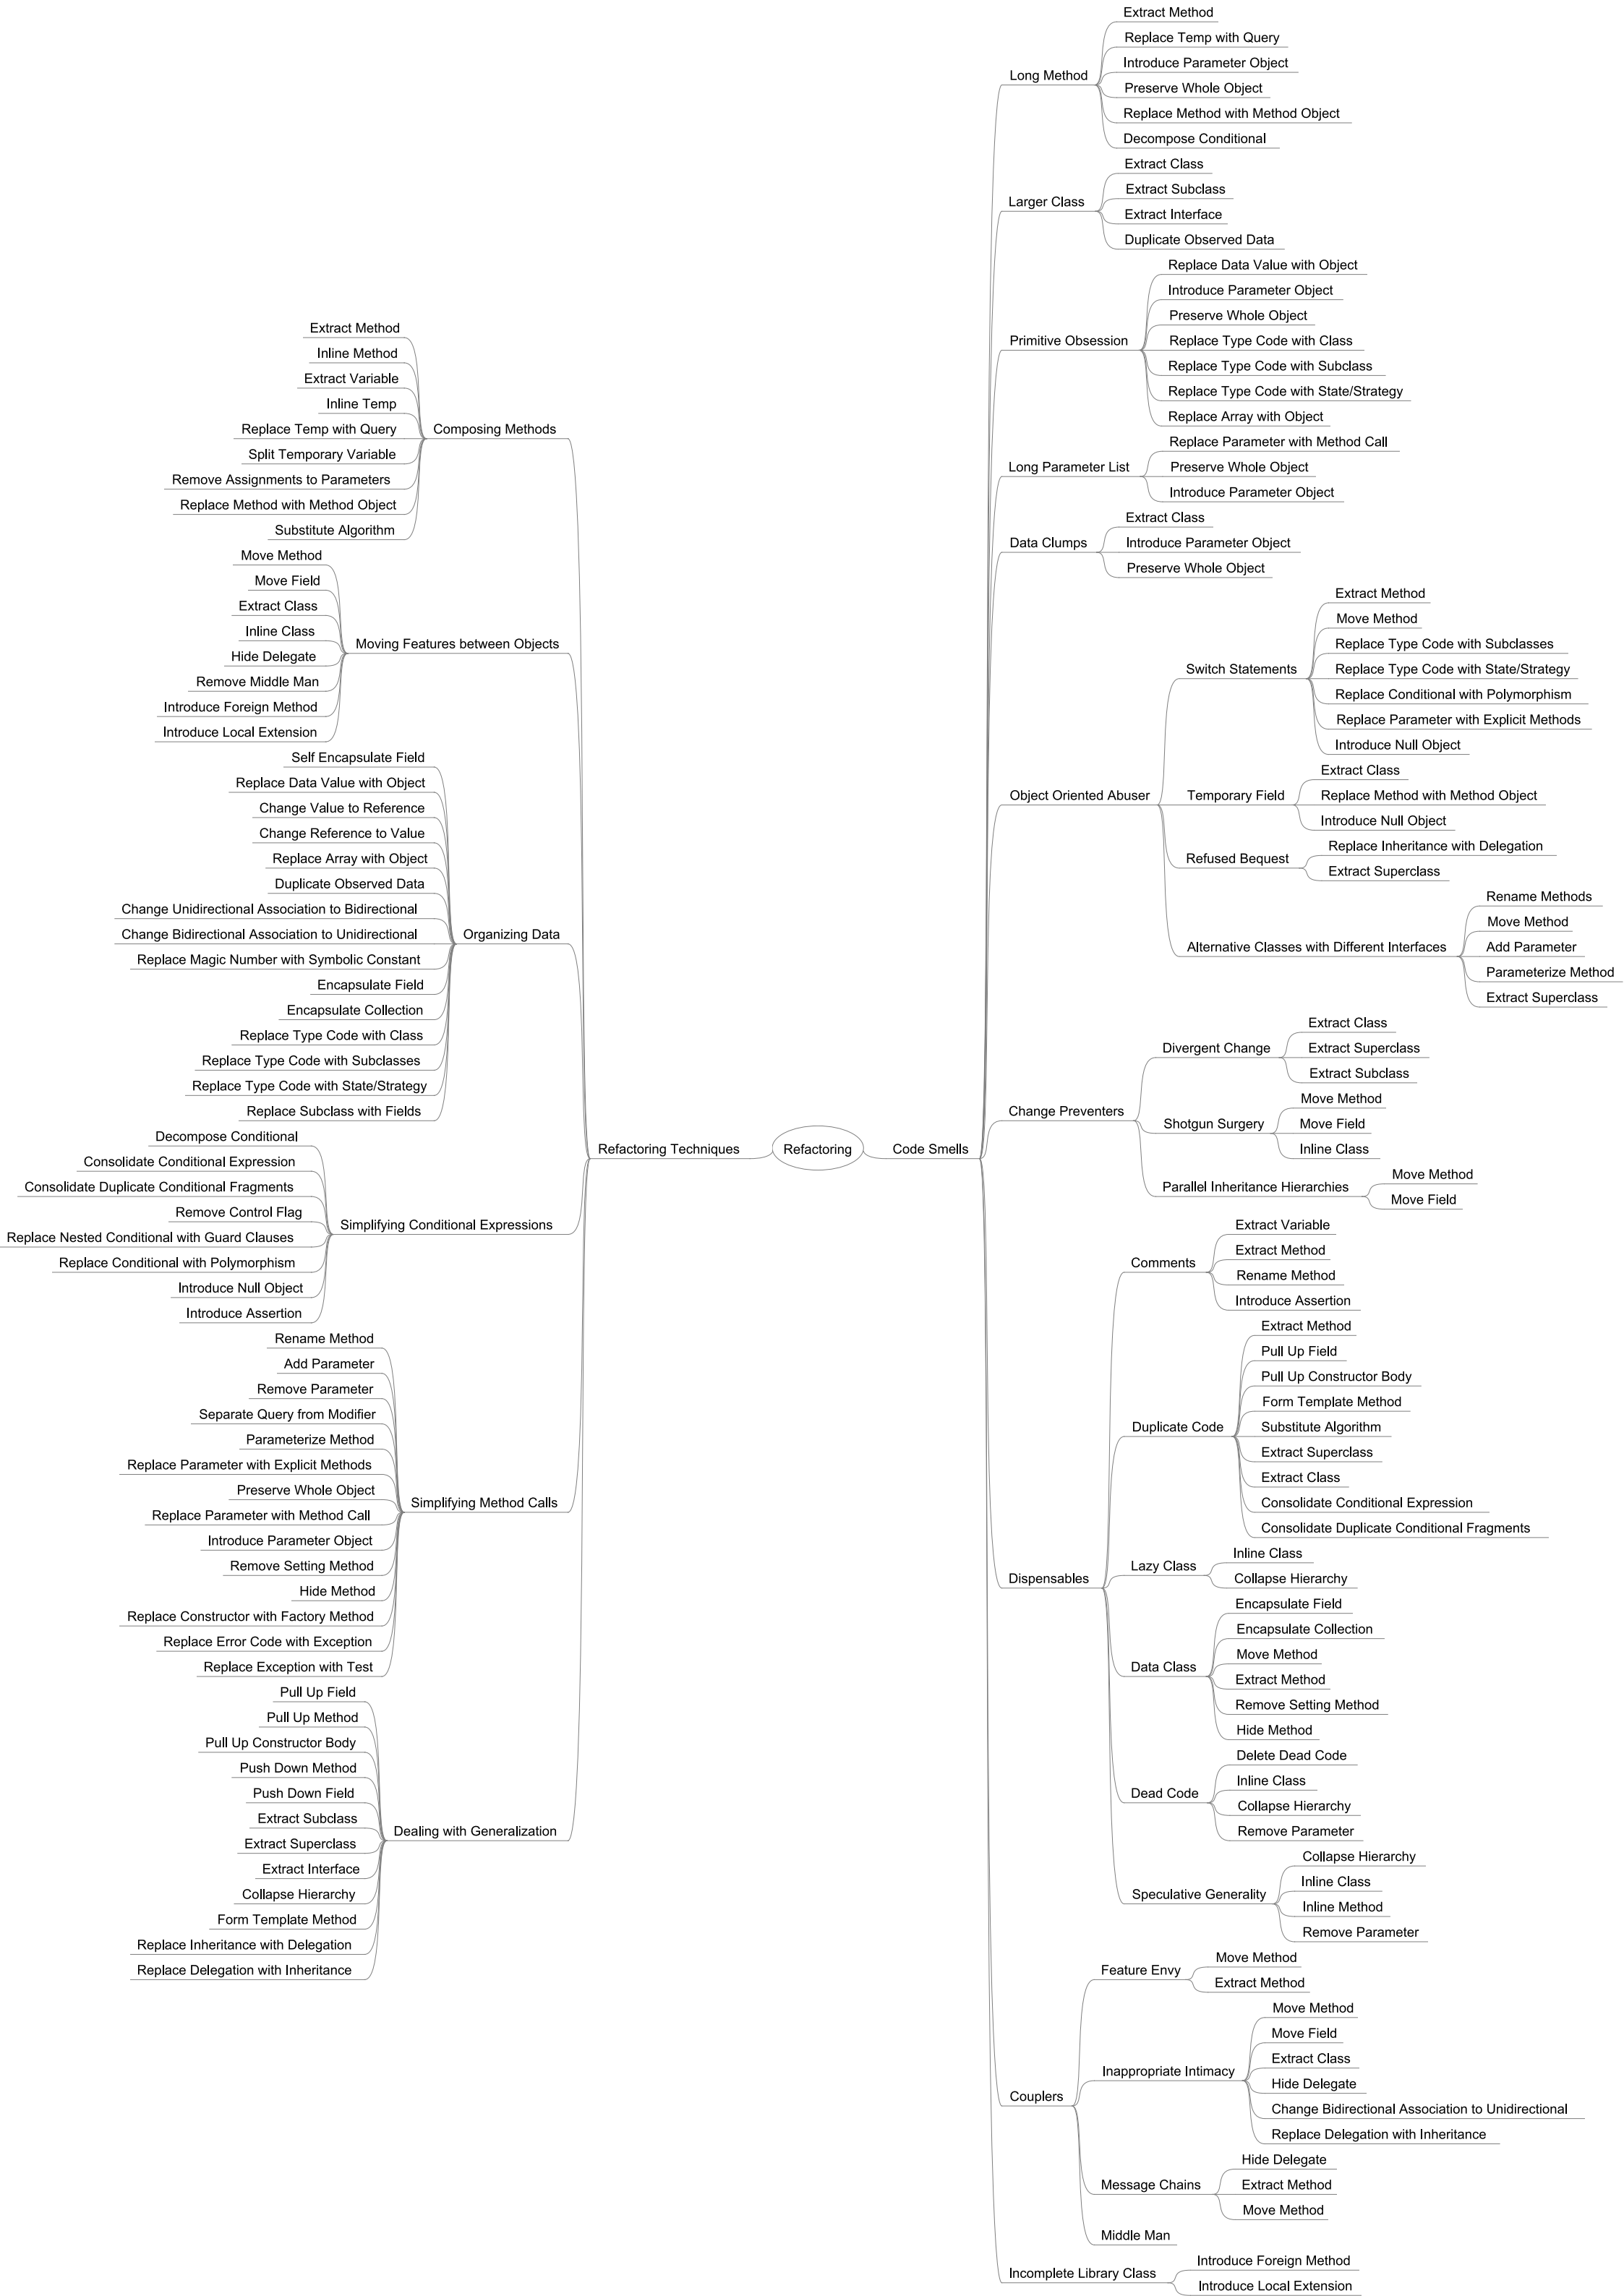 Refactoring
Refactoring Techniques
Composing Methods
Extract Method
Inline Method
Extract Variable
Inline Temp
Replace Temp with Query
Split Temporary Variable
Remove Assignments to Parameters
Replace Method with Method Object
Substitute Algorithm
Moving Features between Objects
Move Method
Move Field
Extract Class
Inline Class
Hide Delegate
Remove Middle Man
Introduce Foreign Method
Introduce Local Extension
Organizing Data
Self Encapsulate Field
Replace Data Value with Object
Change Value to Reference
Change Reference to Value
Replace Array with Object
Duplicate Observed Data
Change Unidirectional Association to Bidirectional
Change Bidirectional Association to Unidirectional
Replace Magic Number with Symbolic Constant
Encapsulate Field
Encapsulate Collection
Replace Type Code with Class
Replace Type Code with Subclasses
Replace Type Code with State/Strategy
Replace Subclass with Fields
Simplifying Conditional Expressions
Decompose Conditional
Consolidate Conditional Expression
Consolidate Duplicate Conditional Fragments
Remove Control Flag
Replace Nested Conditional with Guard Clauses
Replace Conditional with Polymorphism
Introduce Null Object
Introduce Assertion
Simplifying Method Calls
Rename Method
Add Parameter
Remove Parameter
Separate Query from Modifier
Parameterize Method
Replace Parameter with Explicit Methods
Preserve Whole Object
Replace Parameter with Method Call
Introduce Parameter Object
Remove Setting Method
Hide Method
Replace Constructor with Factory Method
Replace Error Code with Exception
Replace Exception with Test
Dealing with Generalization
Pull Up Field
Pull Up Method
Pull Up Constructor Body
Push Down Method
Push Down Field
Extract Subclass
Extract Superclass
Extract Interface
Collapse Hierarchy
Form Template Method
Replace Inheritance with Delegation
Replace Delegation with Inheritance
Code Smells
Long Method
Extract Method
Replace Temp with Query
Introduce Parameter Object
Preserve Whole Object
Replace Method with Method Object
Decompose Conditional
Larger Class
Extract Class
Extract Subclass
Extract Interface
Duplicate Observed Data
Primitive Obsession
Replace Data Value with Object
Introduce Parameter Object
Preserve Whole Object
Replace Type Code with Class
Replace Type Code with Subclass
Replace Type Code with State/Strategy
Replace Array with Object
Long Parameter List
Replace Parameter with Method Call
Preserve Whole Object
Introduce Parameter Object
Data Clumps
Extract Class
Introduce Parameter Object
Preserve Whole Object
Object Oriented Abuser
Switch Statements
Extract Method
Move Method
Replace Type Code with Subclasses
Replace Type Code with State/Strategy
Replace Conditional with Polymorphism
Replace Parameter with Explicit Methods
Introduce Null Object
Temporary Field
Extract Class
Replace Method with Method Object
Introduce Null Object
Refused Bequest
Replace Inheritance with Delegation
Extract Superclass
Alternative Classes with Different Interfaces
Rename Methods
Move Method
Add Parameter
Parameterize Method
Extract Superclass
Change Preventers
Divergent Change
Extract Class
Extract Superclass
Extract Subclass
Shotgun Surgery
Move Method
Move Field
Inline Class
Parallel Inheritance Hierarchies
Move Method
Move Field
Dispensables
Comments
Extract Variable
Extract Method
Rename Method
Introduce Assertion
Duplicate Code
Extract Method
Pull Up Field
Pull Up Constructor Body
Form Template Method
Substitute Algorithm
Extract Superclass
Extract Class
Consolidate Conditional Expression
Consolidate Duplicate Conditional Fragments
Lazy Class
Inline Class
Collapse Hierarchy
Data Class
Encapsulate Field
Encapsulate Collection
Move Method
Extract Method
Remove Setting Method
Hide Method
Dead Code
Delete Dead Code
Inline Class
Collapse Hierarchy
Remove Parameter
Speculative Generality
Collapse Hierarchy
Inline Class
Inline Method
Remove Parameter
Couplers
Feature Envy
Move Method
Extract Method
Inappropriate Intimacy
Move Method
Move Field
Extract Class
Hide Delegate
Change Bidirectional Association to Unidirectional
Replace Delegation with Inheritance
Message Chains
Hide Delegate
Extract Method
Move Method
Middle Man
Incomplete Library Class
Introduce Foreign Method
Introduce Local Extension